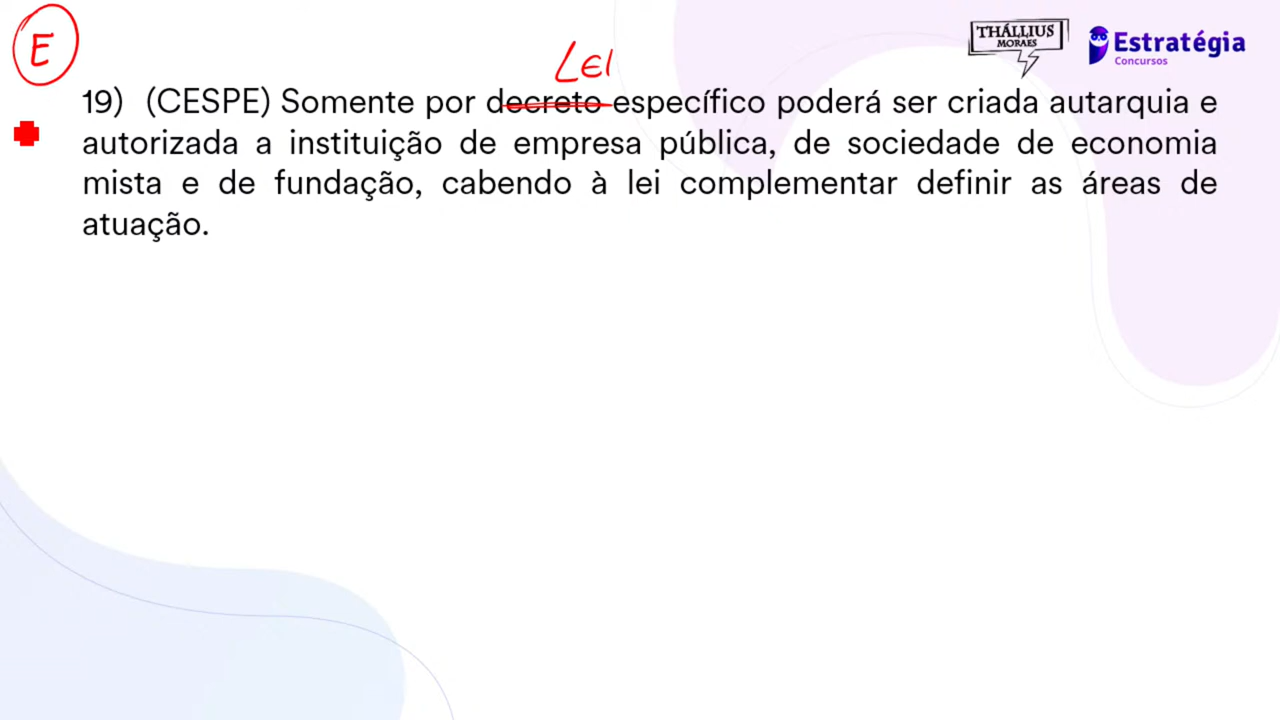 E
THÁLLIUS
MORAES
Estratégia
Concursos
LEI
19) (CESPE) Somente por decreto específico poderá ser criada autarquia e
autorizada a instituição de empresa pública, de sociedade de economia
mista e de fundação, cabendo à lei complementar definir as áreas de
atuação.